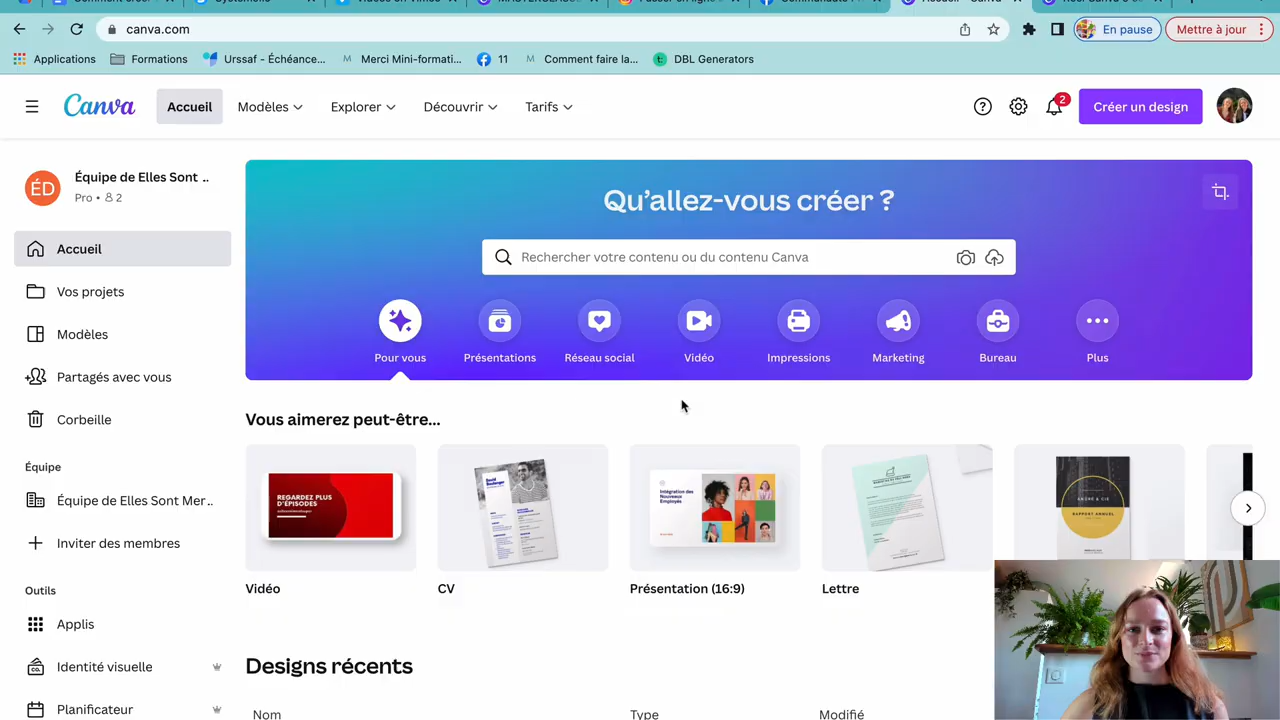 canva.com
En pause
Mettre à jour
Applications
Formations
Urssaf - Échéance...
Merci Mini-formati...
11
Comment faire la...
DBL Generators
Canva
Accueil
Modèles
Explorer
Découvrir
Tarifs
2
Créer un design
ÉD
Équipe de Elles Sont ..
Pro • 2
Accueil
Vos projets
Modèles
Partagés avec vous
Corbeille
Équipe
Équipe de Elles Sont Mer ..
Inviter des membres
Outils
Applis
Identité visuelle
Planificateur
Qu'allez-vous créer ?
Rechercher votre contenu ou du contenu Canva
Pour vous
Présentations
Réseau social
Vidéo
Impressions
Marketing
Bureau
Plus
Vous aimerez peut-être...
REGARDEZ PLUS
D'ÉPISODES
Intégration des
Nouveaux
Employés
RAPPORT ANNUEL
Vidéo
CV
Présentation (16:9)
Lettre
Designs récents
Nom
Type
Modifié